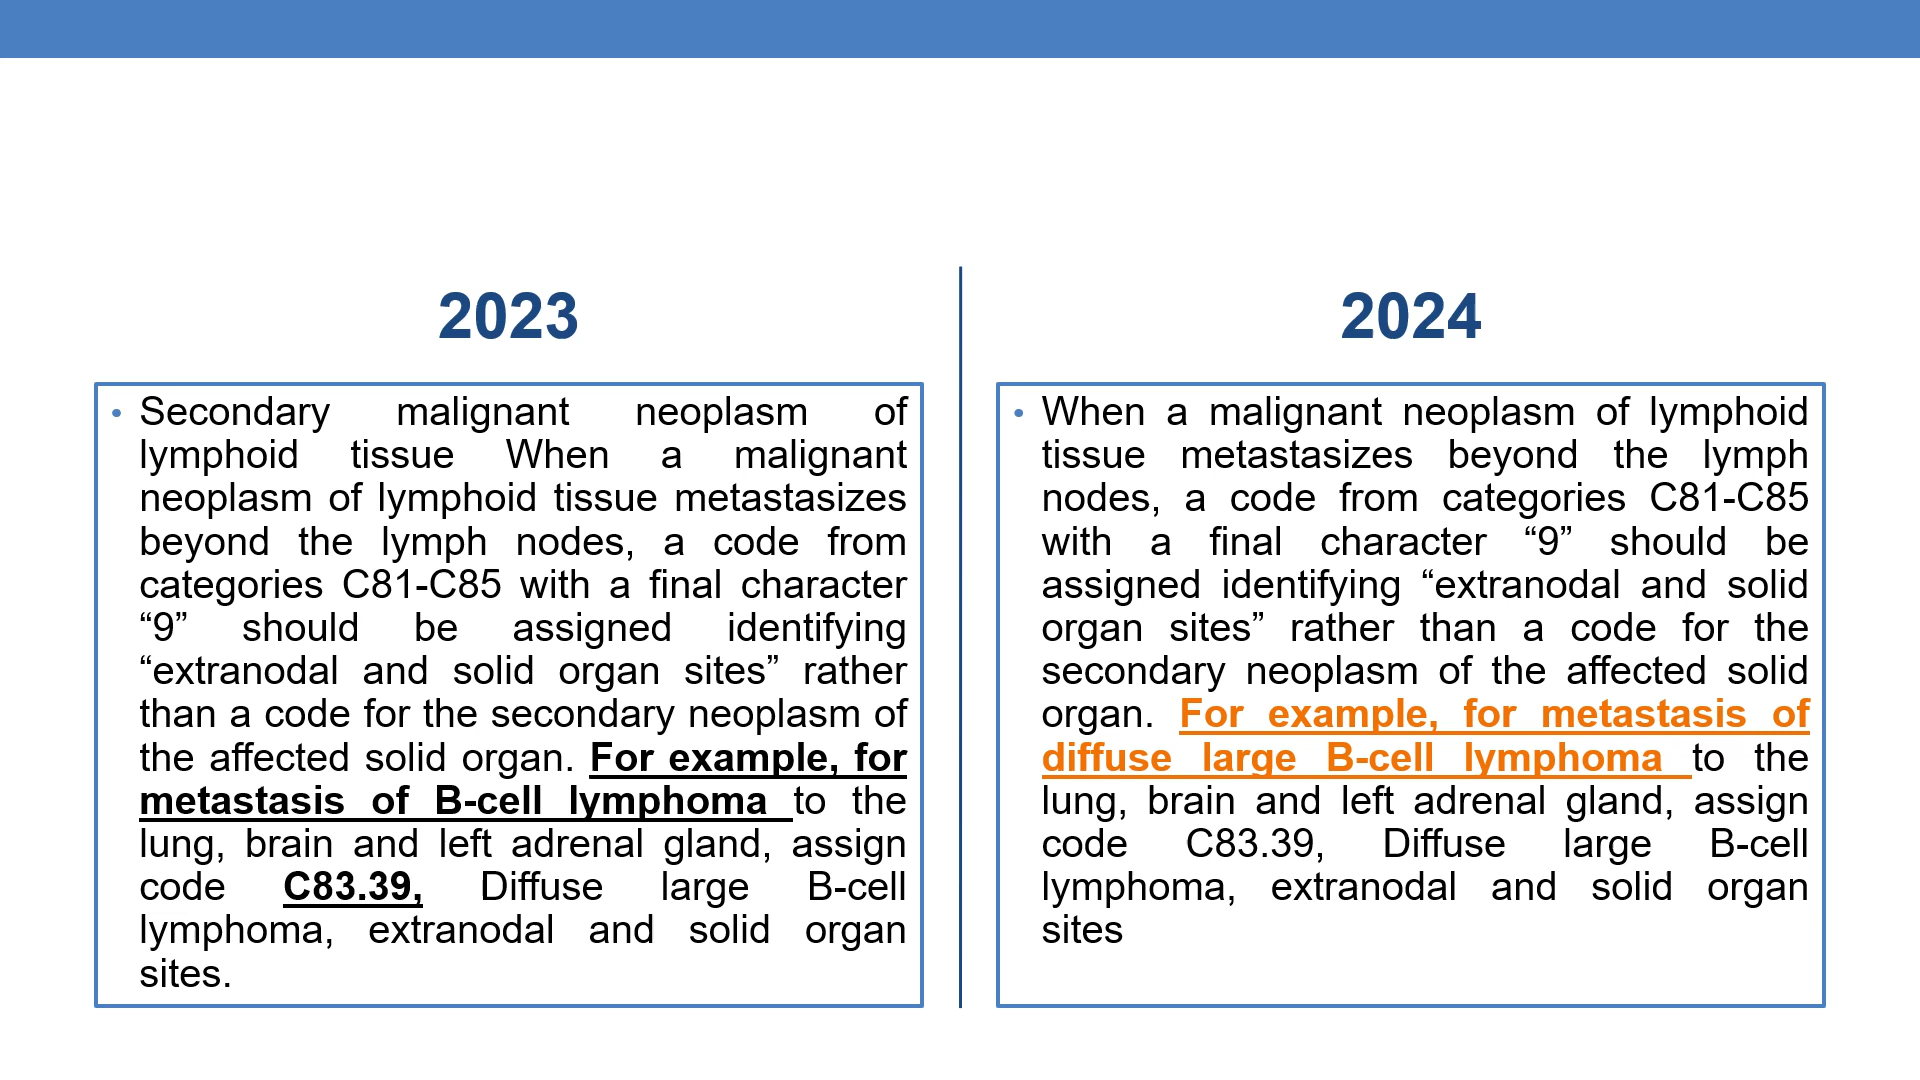 2023
• Secondary malignant neoplasm of
lymphoid tissue When a malignant
neoplasm of lymphoid tissue metastasizes
beyond the lymph nodes, a code from
categories C81-C85 with a final character
“9” should be assigned identifying
“extranodal and solid organ sites” rather
than a code for the secondary neoplasm of
the affected solid organ. For example, for
metastasis of B-cell lymphoma to the
lung, brain and left adrenal gland, assign
code C83.39, Diffuse large B-cell
lymphoma, extranodal and solid organ
sites.
2024
• When a malignant neoplasm of lymphoid
tissue metastasizes beyond the lymph
nodes, a code from categories C81-C85
with a final character “9” should be
assigned identifying “extranodal and solid
organ sites” rather than a code for the
secondary neoplasm of the affected solid
organ. For example, for metastasis of
diffuse large B-cell lymphoma to the
lung, brain and left adrenal gland, assign
code C83.39, Diffuse large B-cell
lymphoma, extranodal and solid organ
sites